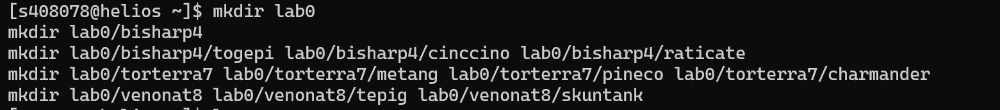 [s408078@helios ~]$ mkdir lab0
mkdir lab0/bisharp4
mkdir lab0/bisharp4/togepi lab0/bisharp4/cinccino lab0/bisharp4/raticate
mkdir lab0/torterra7 lab0/torterra7/metang lab0/torterra7/pineco lab0/torterra7/charmander
mkdir lab0/venonat8 lab0/venonat8/tepig lab0/venonat8/skuntank